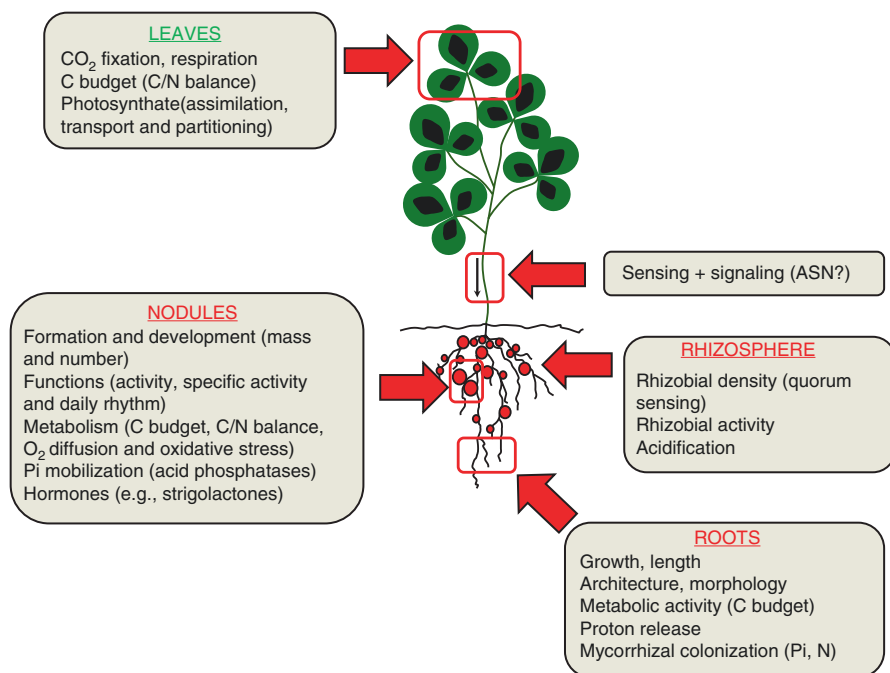 LEAVES
CO₂ fixation, respiration
C budget (C/N balance)
Photosynthate(assimilation,
transport and partitioning)
Sensing + signaling (ASN?)
NODULES
Formation and development (mass
and number)
Functions (activity, specific activity
and daily rhythm)
Metabolism (C budget, C/N balance,
O₂ diffusion and oxidative stress)
Pi mobilization (acid phosphatases)
Hormones (e.g., strigolactones)
RHIZOSPHERE
Rhizobial density (quorum
sensing)
Rhizobial activity
Acidification
ROOTS
Growth, length
Architecture, morphology
Metabolic activity (C budget)
Proton release
Mycorrhizal colonization (Pi, N)